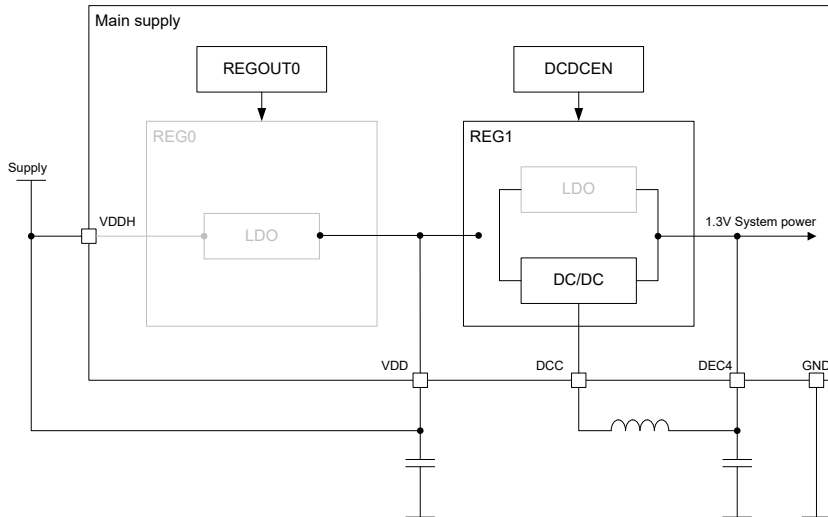 Main supply
REGOUT0
DCDCEN
REG0
REG1
Supply
LDO
VDDH
1.3V System power
LDO
DC/DC
VDD
DCC
DEC4
GND